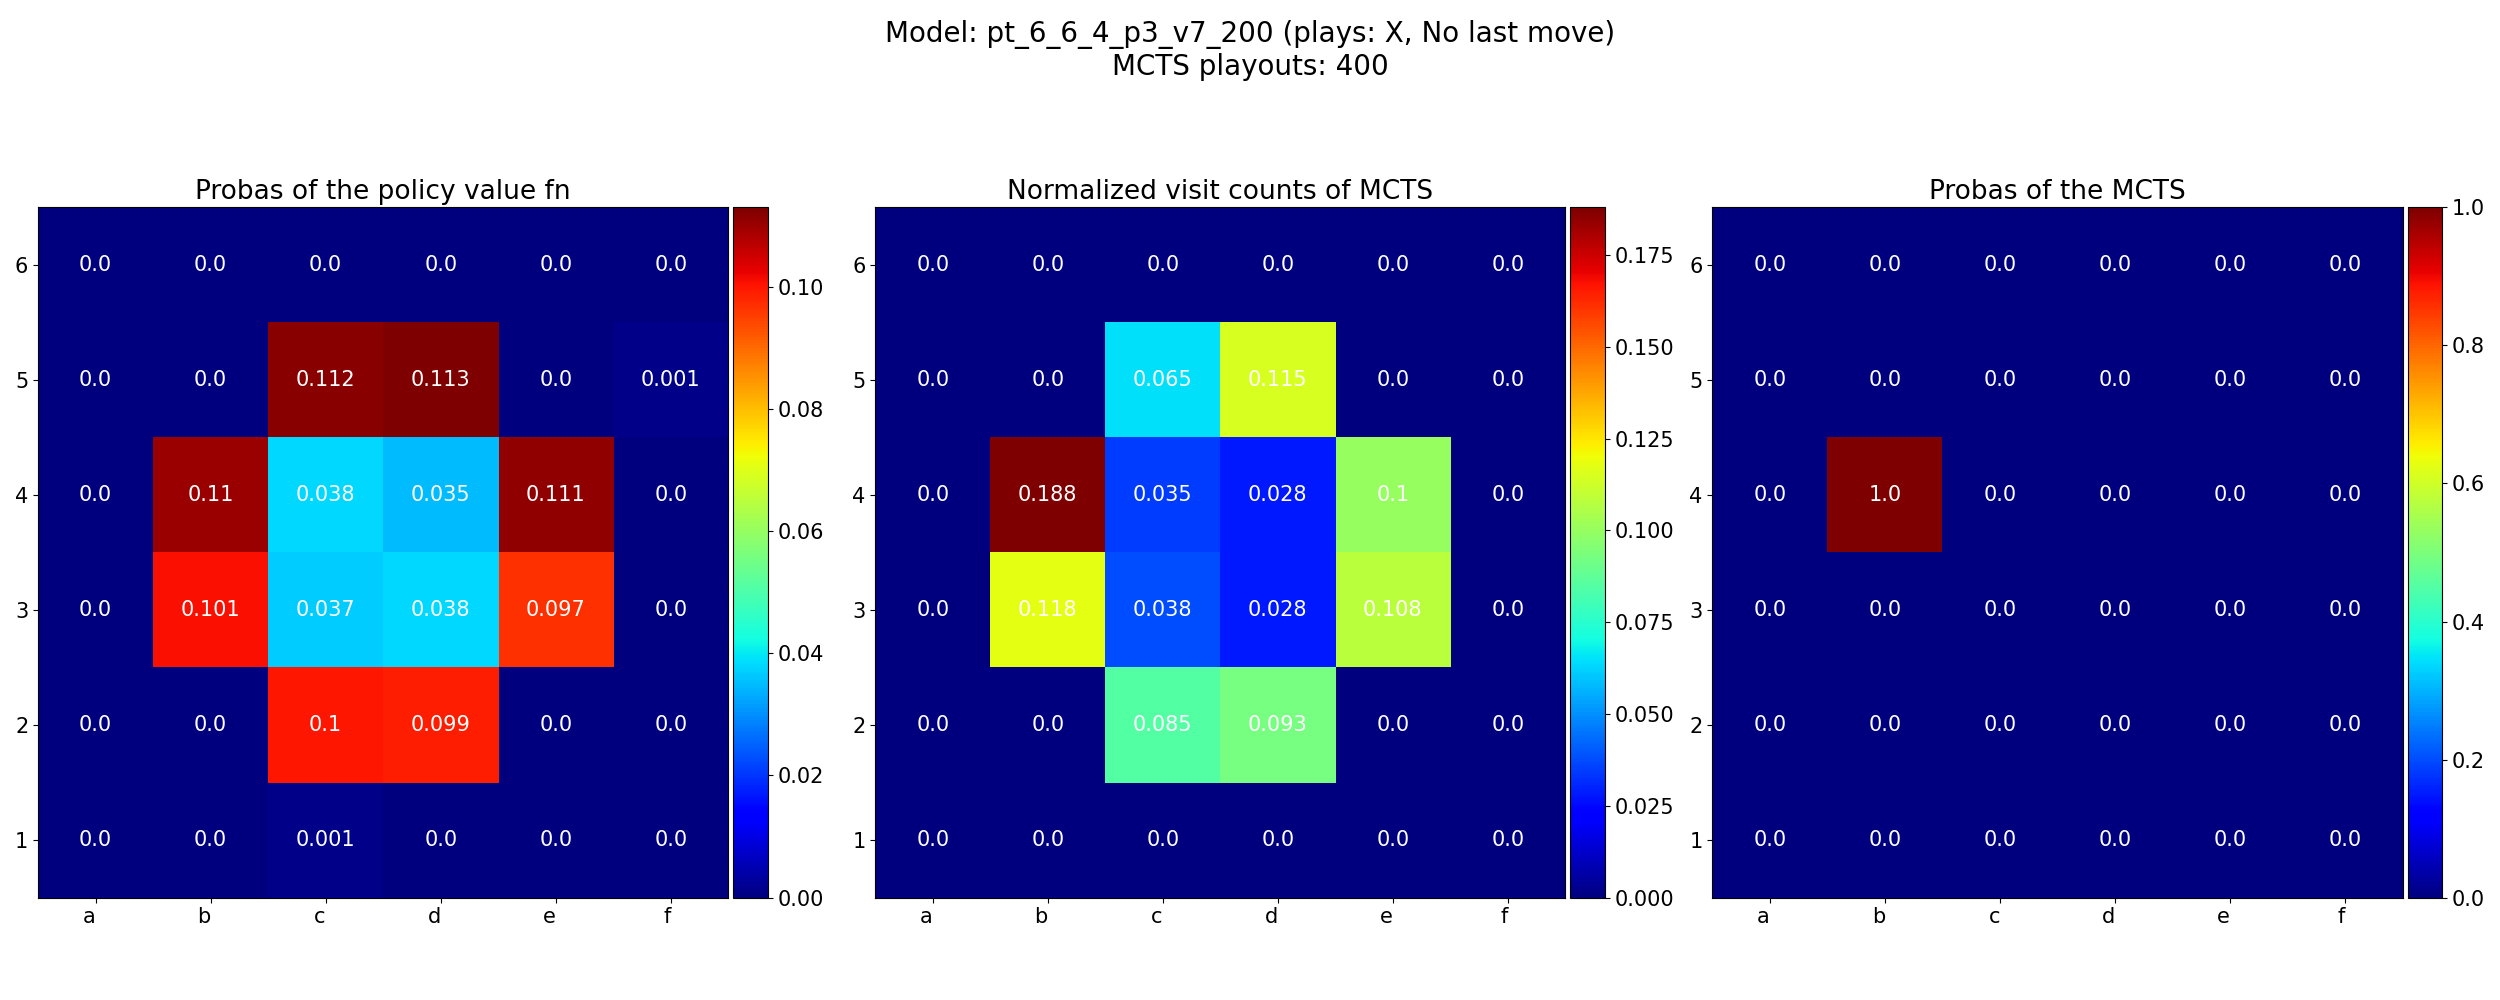 Model: pt_6_6_4_p3_v7_200 (plays: X, No last move)
MCTS playouts: 400
Probas of the policy value fn
6 0.0 0.0 0.0 0.0 0.0 0.0
5 0.0 0.0 0.112 0.113 0.0 0.001
4 0.0 0.11 0.038 0.035 0.111 0.0
3 0.0 0.101 0.037 0.038 0.097 0.0
2 0.0 0.0 0.1 0.099 0.0 0.0
1 0.0 0.0 0.001 0.0 0.0 0.0
a b c d e f
0.10
0.08
0.06
0.04
0.02
0.00
Normalized visit counts of MCTS
6 0.0 0.0 0.0 0.0 0.0 0.0
5 0.0 0.0 0.065 0.115 0.0 0.0
4 0.0 0.188 0.035 0.028 0.1 0.0
3 0.0 0.118 0.038 0.028 0.108 0.0
2 0.0 0.0 0.085 0.093 0.0 0.0
1 0.0 0.0 0.0 0.0 0.0 0.0
a b c d e f
0.175
0.150
0.125
0.100
0.075
0.050
0.025
0.000
Probas of the MCTS
6 0.0 0.0 0.0 0.0 0.0 0.0
5 0.0 0.0 0.0 0.0 0.0 0.0
4 0.0 1.0 0.0 0.0 0.0 0.0
3 0.0 0.0 0.0 0.0 0.0 0.0
2 0.0 0.0 0.0 0.0 0.0 0.0
1 0.0 0.0 0.0 0.0 0.0 0.0
a b c d e f
1.0
0.8
0.6
0.4
0.2
0.0